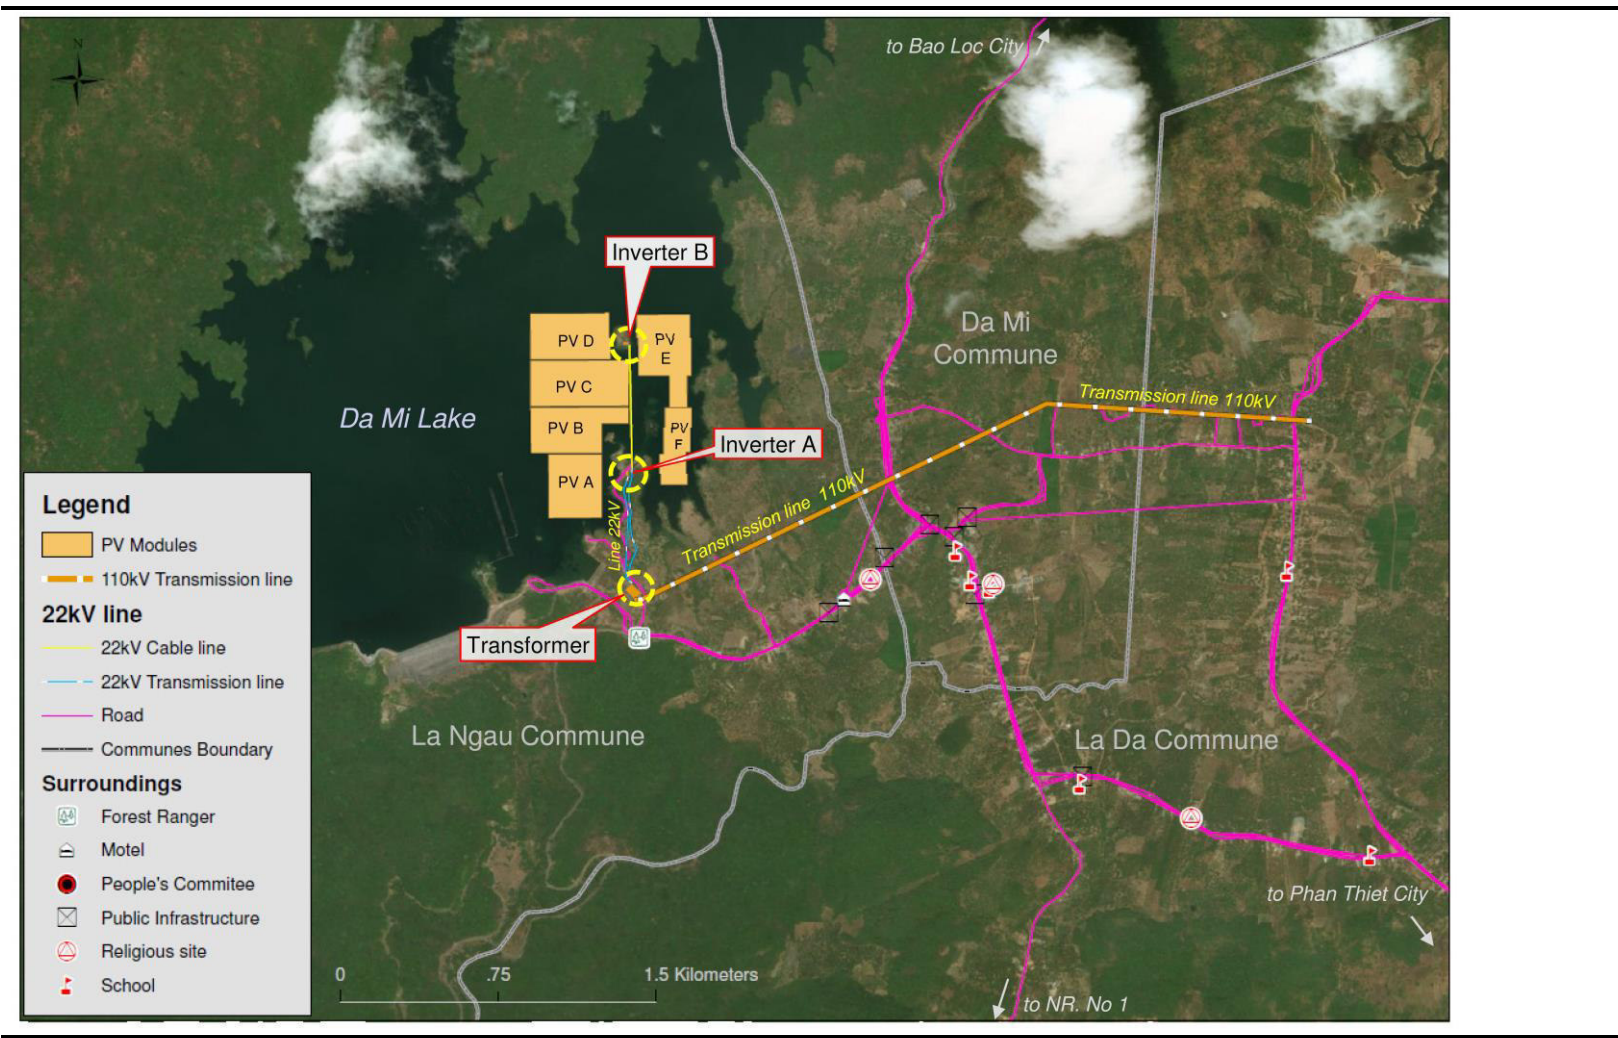 N
to Bao Loc City
Inverter B
Da Mi
Commune
PV D
PV
E
PV C
Transmission line 110kV
Da Mi Lake
PV B
PV
F
Inverter A
PV A
Transmission line 110kV
Line 22kV
Transformer
La Ngau Commune
La Da Commune
to Phan Thiet City
to NR. No 1
0 .75 1.5 Kilometers
Legend
PV Modules
110kV Transmission line
22kV line
22kV Cable line
22kV Transmission line
Road
Communes Boundary
Surroundings
Forest Ranger
Motel
People's Commitee
Public Infrastructure
Religious site
School